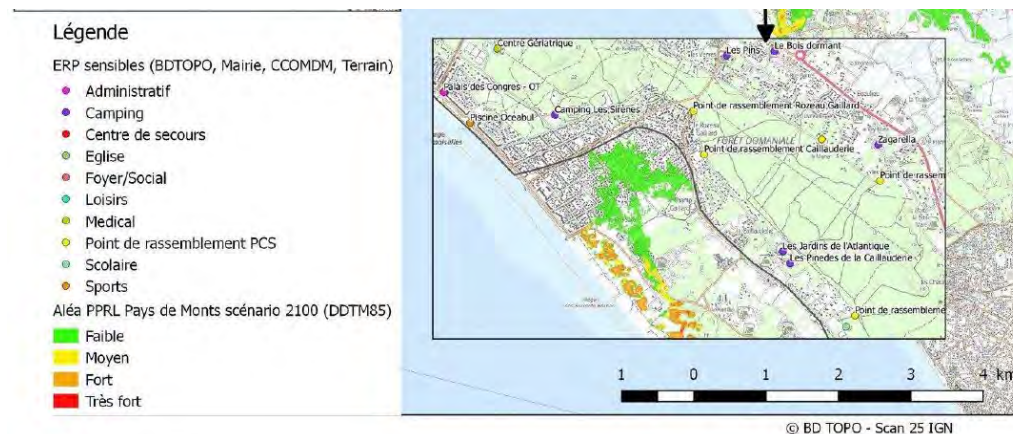 Légende
ERP sensibles (BDTOPO, Mairie, CCOMDM, Terrain)
Administratif
Camping
Centre de secours
Eglise
Foyer/Social
Loisirs
Medical
Point de rassemblement PCS
Scolaire
Sports
Aléa PPRL Pays de Monts scénario 2100 (DDTM85)
Faible
Moyen
Fort
Très fort
Centre Gériatrique
Les Pins
Le Bois dormant
Palais des Congres - OT
Camping Les Sirènes
Point de rassemblement Rozeau Gaillard
Piscine Oceabul
FORÊT DOMANIALE
Point de rassemblement Caillauderie
Zagarella
Point de rassem
Les Jardins de l'Atlantique
Les Pinedes de la Caillauderie
Point de rassembleme
1 0 1 2 3 4 km
© BD TOPO - Scan 25 IGN